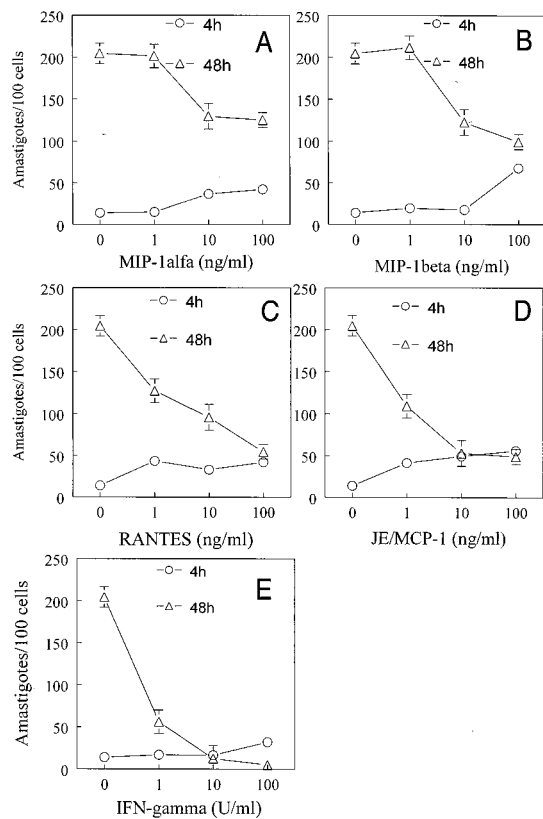 A
4h
48h
Amastigotes/100 cells
250
200
150
100
50
0
0 1 10 100
MIP-1alfa (ng/ml)
B
4h
48h
250
200
150
100
50
0
0 1 10 100
MIP-1beta (ng/ml)
C
4h
48h
Amastigotes/100 cells
250
200
150
100
50
0
0 1 10 100
RANTES (ng/ml)
D
4h
48h
250
200
150
100
50
0
0 1 10 100
JE/MCP-1 (ng/ml)
E
4h
48h
Amastigotes/100 cells
250
200
150
100
50
0
0 1 10 100
IFN-gamma (U/ml)